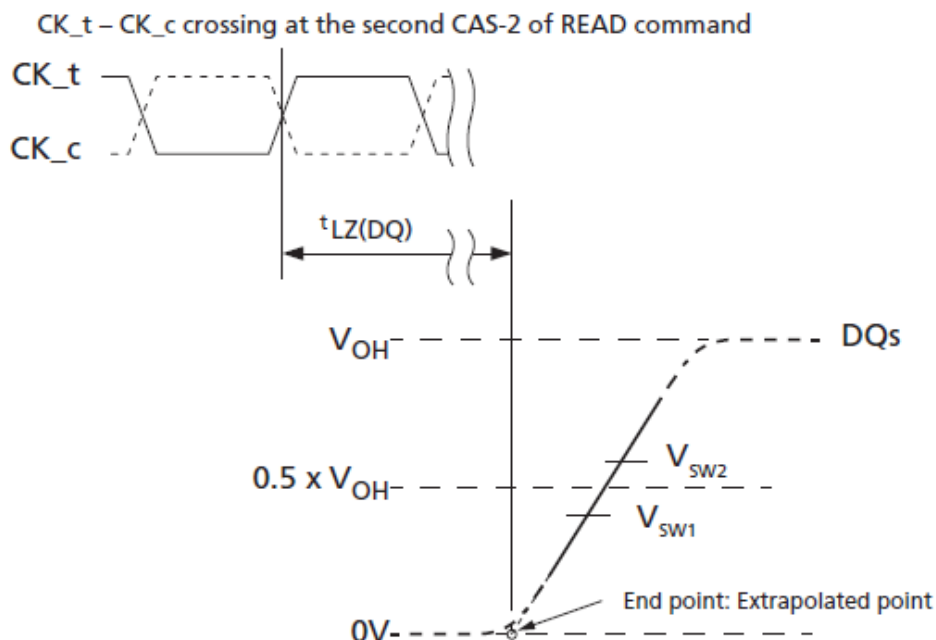 CK_t – CK_c crossing at the second CAS-2 of READ command
CK_t
CK_c
tLZ(DQ)
VOH
DQs
VSW2
0.5 x VOH
VSW1
End point: Extrapolated point
0V